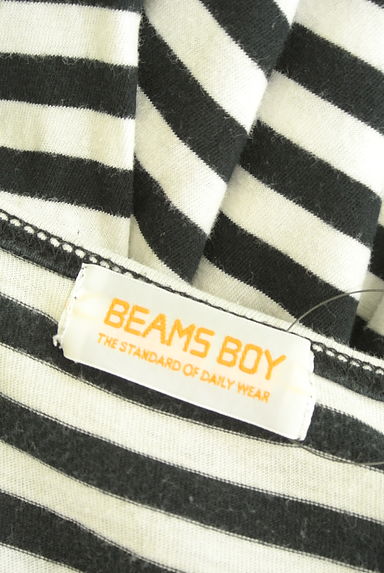 BEAMS BOY
THE STANDARD OF DAILY WEAR